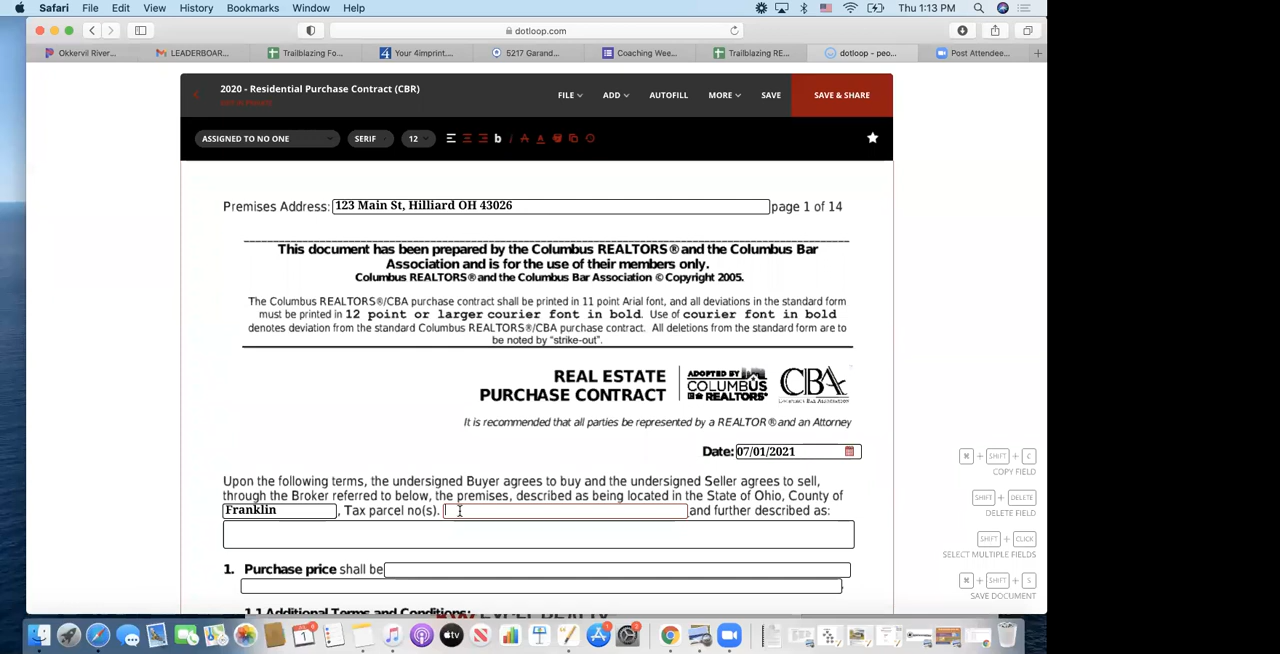 Safari File Edit View History Bookmarks Window Help Thu 1:13 PM
dotloop.com
Okkervil River... LEADERBOAR... Trailblazing Fo... Your 4imprint... 5217 Garand... Coaching Wee... Trailblazing RE... dotloop - peo... Post Attendee...
2020 - Residential Purchase Contract (CBR)
FILE ADD AUTOFILL MORE SAVE SAVE & SHARE
ASSIGNED TO NO ONE SERIF 12 b i A A
Premises Address: 123 Main St, Hilliard OH 43026 page 1 of 14
This document has been prepared by the Columbus REALTORS® and the Columbus Bar
Association and is for the use of their members only.
Columbus REALTORS® and the Columbus Bar Association © Copyright 2005.
The Columbus REALTORS®/CBA purchase contract shall be printed in 11 point Arial font, and all deviations in the standard form
must be printed in 12 point or larger courier font in bold. Use of courier font in bold
denotes deviation from the standard Columbus REALTORS®/CBA purchase contract. All deletions from the standard form are to
be noted by "strike-out".
REAL ESTATE
PURCHASE CONTRACT
ADOPTED BY
COLUMBUS
REALTORS®
CBA
It is recommended that all parties be represented by a REALTOR® and an Attorney
Date: 07/01/2021
Upon the following terms, the undersigned Buyer agrees to buy and the undersigned Seller agrees to sell,
through the Broker referred to below, the premises, described as being located in the State of Ohio, County of
Franklin, Tax parcel no(s). and further described as:
1. Purchase price shall be
1.1 Additional Terms and Conditions:
⌘ + SHIFT + C
COPY FIELD
SHIFT + DELETE
DELETE FIELD
SHIFT + CLICK
SELECT MULTIPLE FIELDS
⌘ + SHIFT + S
SAVE DOCUMENT